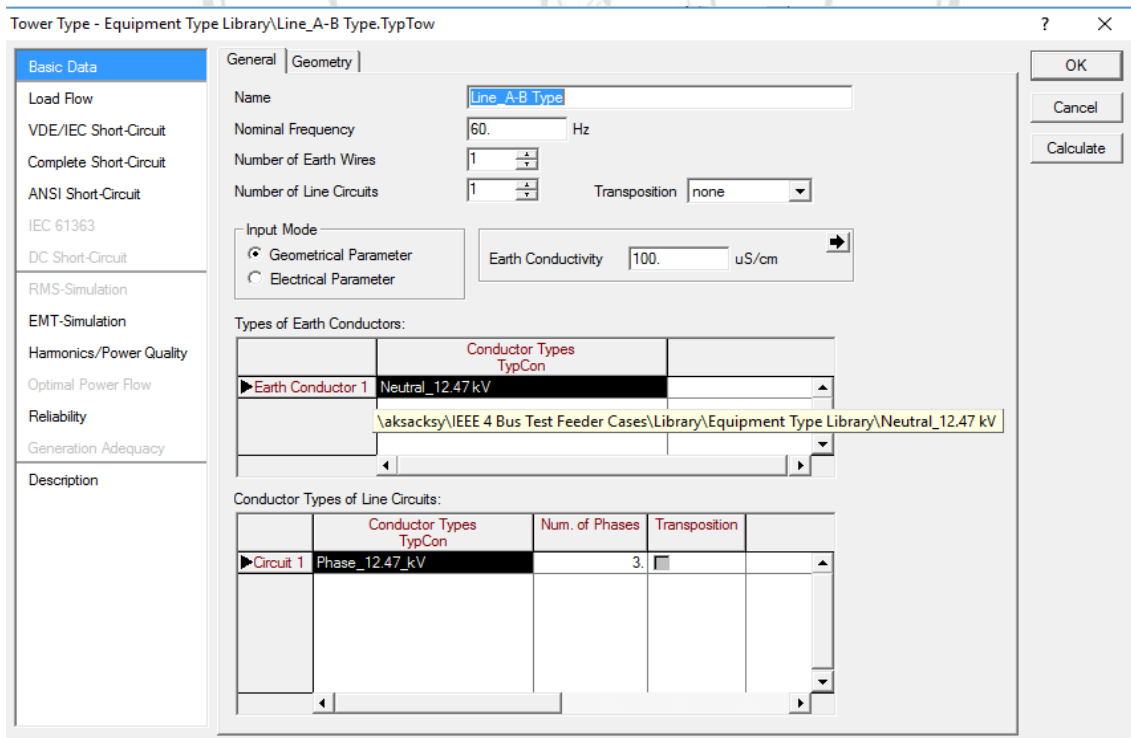 Tower Type - Equipment Type Library\Line_A-B Type.TypTow ? ×
Basic Data
Load Flow
VDE/IEC Short-Circuit
Complete Short-Circuit
ANSI Short-Circuit
IEC 61363
DC Short-Circuit
RMS-Simulation
EMT-Simulation
Harmonics/Power Quality
Optimal Power Flow
Reliability
Generation Adequacy
Description
General Geometry
Name Line_A-B Type
Nominal Frequency 60. Hz
Number of Earth Wires 1
Number of Line Circuits 1 Transposition none
Input Mode
Geometrical Parameter
Electrical Parameter
Earth Conductivity 100. uS/cm
Types of Earth Conductors:
Conductor Types
TypCon
Earth Conductor 1 Neutral_12.47 kV
\aksacksy\IEEE 4 Bus Test Feeder Cases\Library\Equipment Type Library\Neutral_12.47 kV
Conductor Types of Line Circuits:
Conductor Types Num. of Phases Transposition
TypCon
Circuit 1 Phase_12.47_kV 3.
OK
Cancel
Calculate